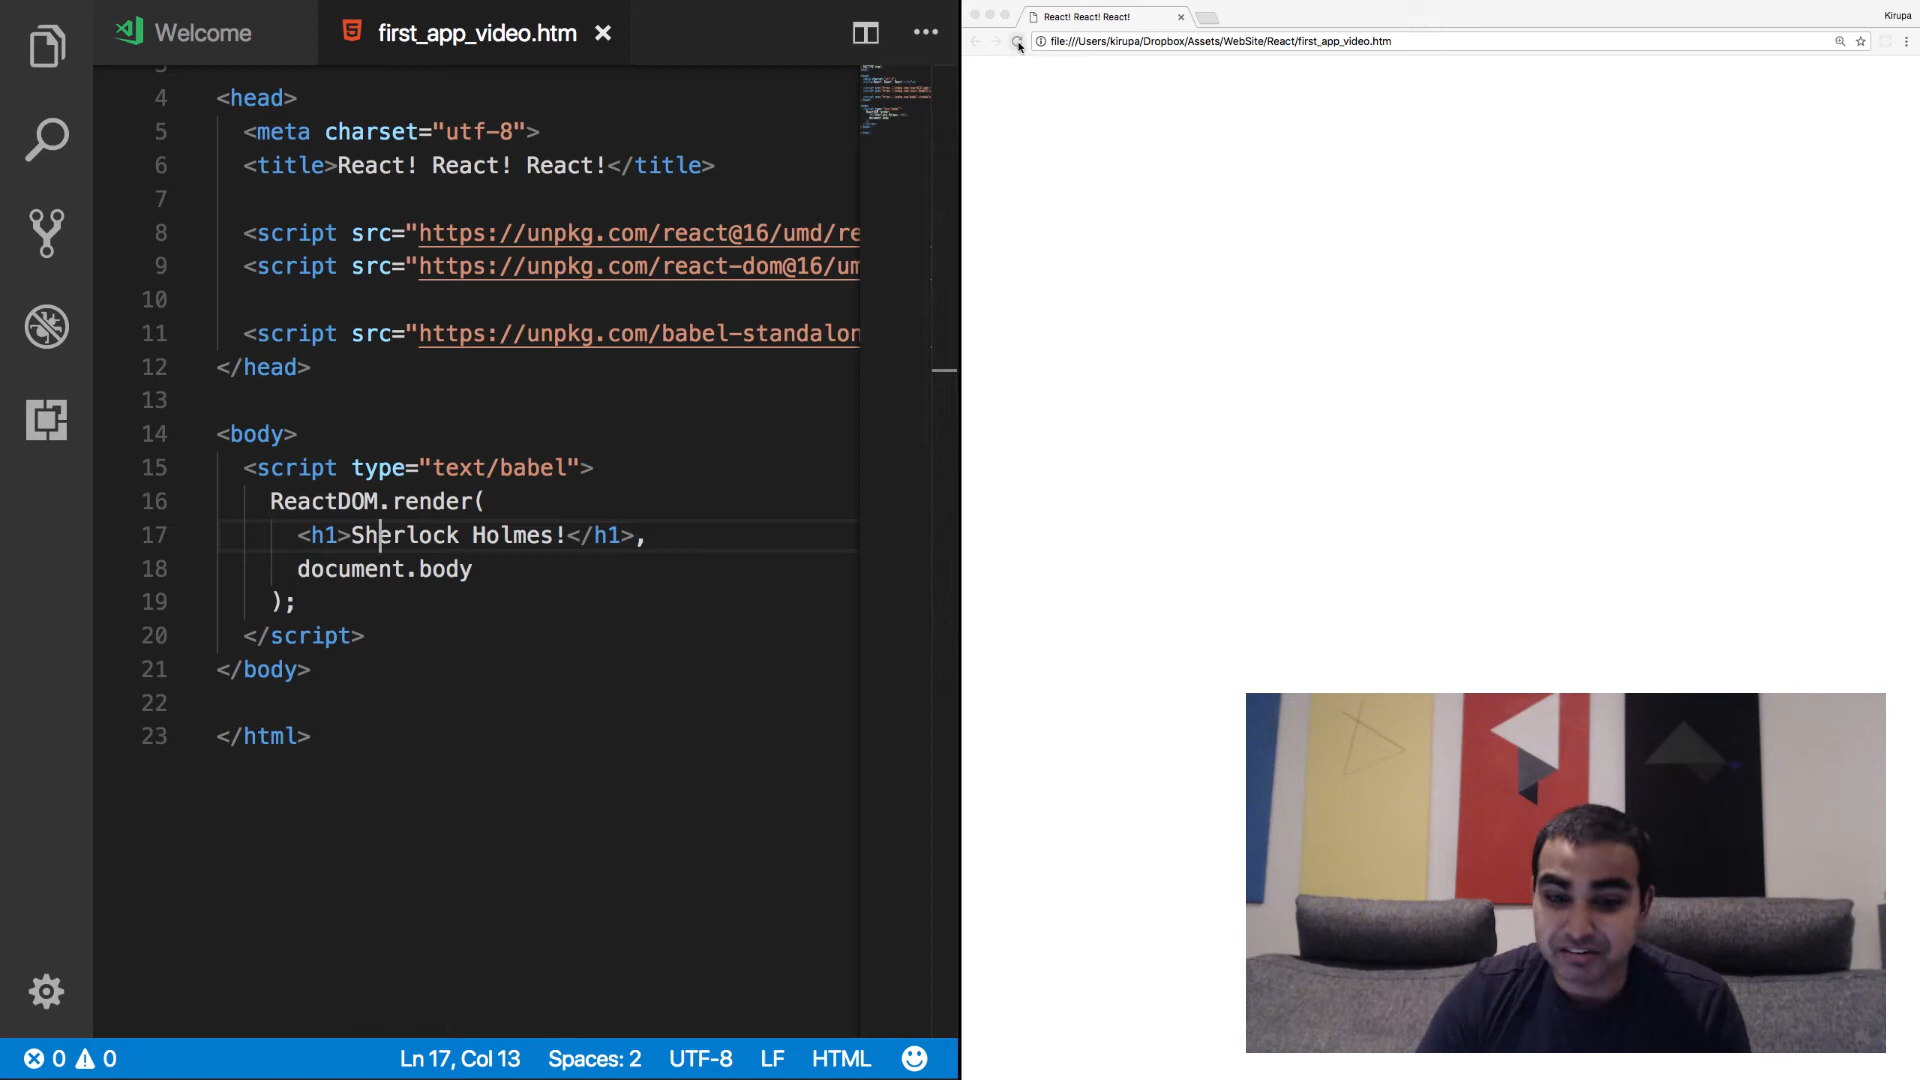 Welcome
first_app_video.htm
4 <head>
5 <meta charset="utf-8">
6 <title>React! React! React!</title>
7
8 <script src="https://unpkg.com/react@16/umd/re
9 <script src="https://unpkg.com/react-dom@16/um
10
11 <script src="https://unpkg.com/babel-standalon
12 </head>
13
14 <body>
15 <script type="text/babel">
16 ReactDOM.render(
17 <h1>Sherlock Holmes!</h1>,
18 document.body
19 );
20 </script>
21 </body>
22
23 </html>
0 0 Ln 17, Col 13 Spaces: 2 UTF-8 LF HTML
React! React! React!
Kirupa
file:///Users/kirupa/Dropbox/Assets/WebSite/React/first_app_video.htm